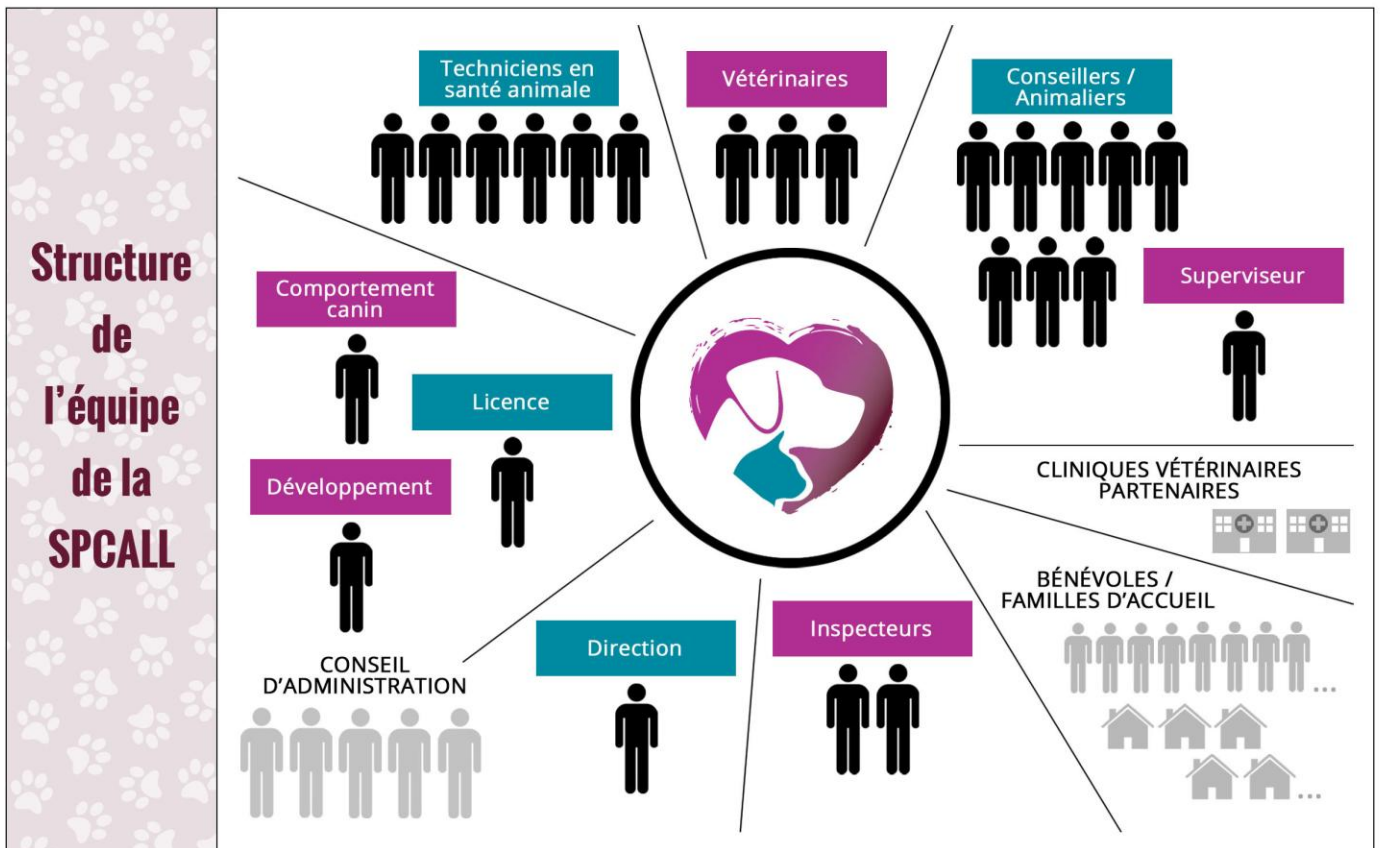 Structure
de
l'équipe
de la
SPCALL
Techniciens en
santé animale
Vétérinaires
Conseillers /
Animaliers
Superviseur
Comportement
canin
Licence
Développement
CONSEIL
D'ADMINISTRATION
Direction
Inspecteurs
CLINIQUES VÉTÉRINAIRES
PARTENAIRES
BÉNÉVOLES /
FAMILLES D'ACCUEIL
...
...